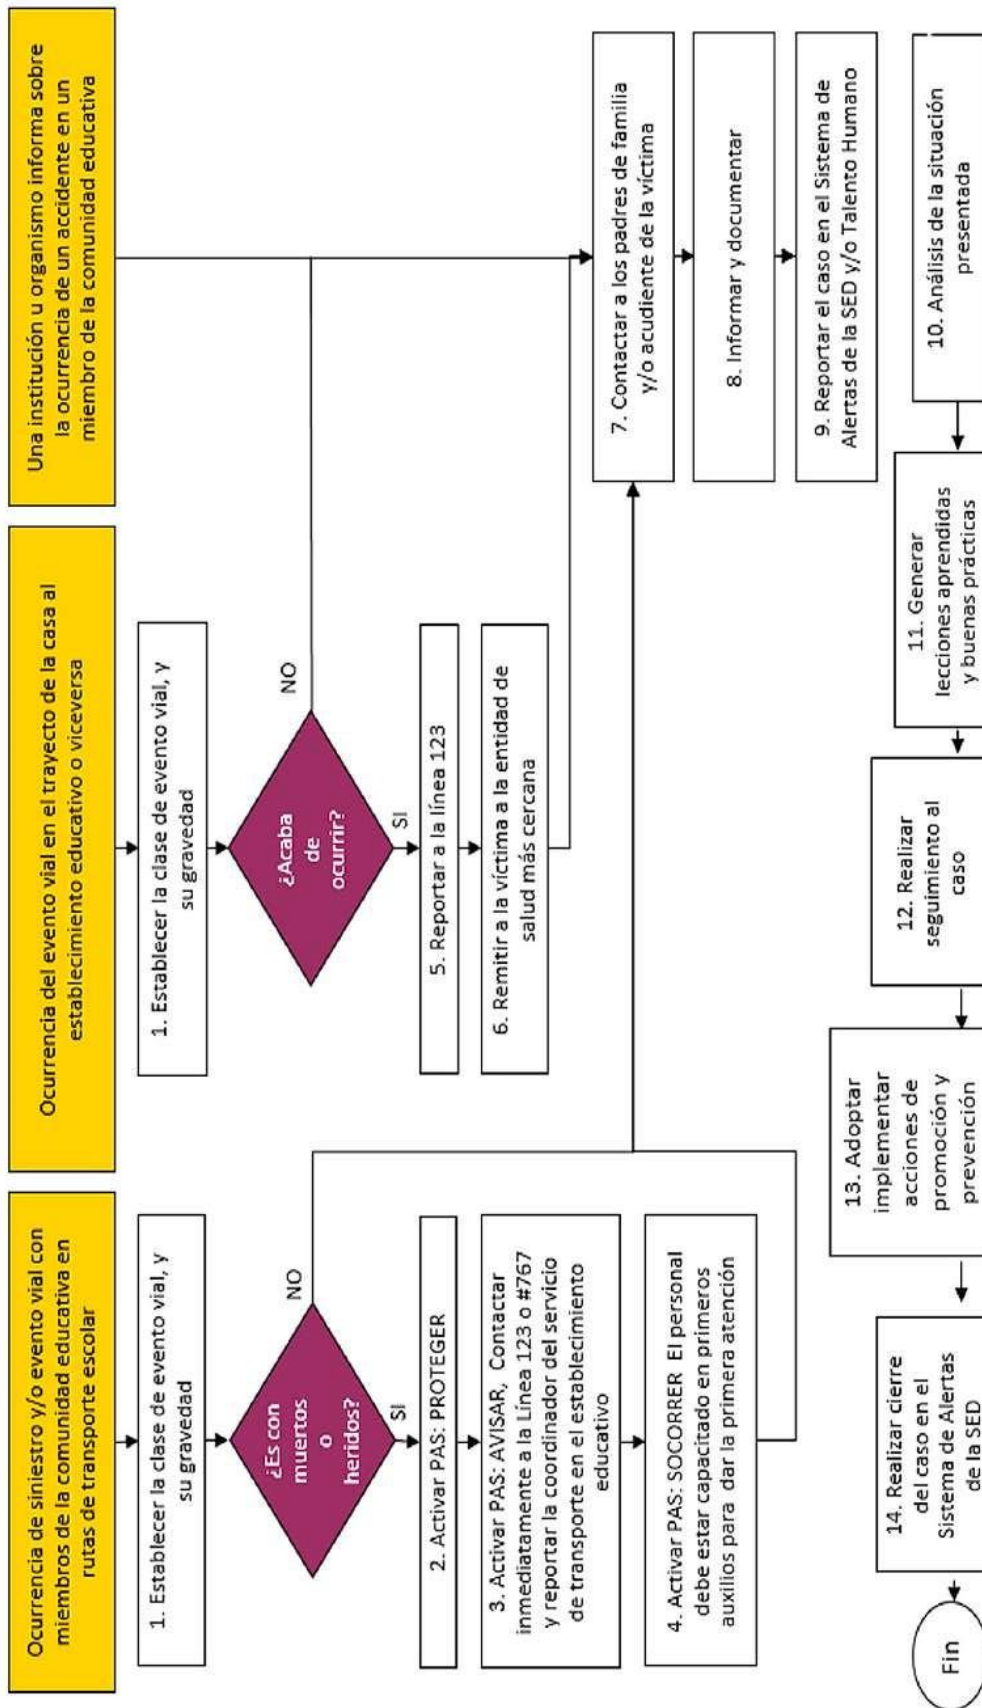 Ocurrencia de siniestro y/o evento vial con
miembros de la comunidad educativa en
rutas de transporte escolar
Ocurrencia del evento vial en el trayecto de la casa al
establecimiento educativo o viceversa
Una institución u organismo informa sobre
la ocurrencia de un accidente en un
miembro de la comunidad educativa
1. Establecer la clase de evento vial, y
su gravedad
¿Es con
muertos
o
heridos?
NO
SI
2. Activar PAS: PROTEGER
3. Activar PAS: AVISAR, Contactar
inmediatamente a la Línea 123 o #767
y reportar la coordinador del servicio
de transporte en el establecimiento
educativo
4. Activar PAS: SOCORRER El personal
debe estar capacitado en primeros
auxilios para dar la primera atención
1. Establecer la clase de evento vial, y
su gravedad
¿Acaba
de
ocurrir?
NO
SI
5. Reportar a la línea 123
6. Remitir a la víctima a la entidad de
salud más cercana
7. Contactar a los padres de familia
y/o acudiente de la víctima
8. Informar y documentar
9. Reportar el caso en el Sistema de
Alertas de la SED y/o Talento Humano
10. Análisis de la situación
presentada
11. Generar
lecciones aprendidas
y buenas prácticas
12. Realizar
seguimiento al
caso
13. Adoptar
implementar
acciones de
promoción y
prevención
14. Realizar cierre
del caso en el
Sistema de Alertas
de la SED
Fin